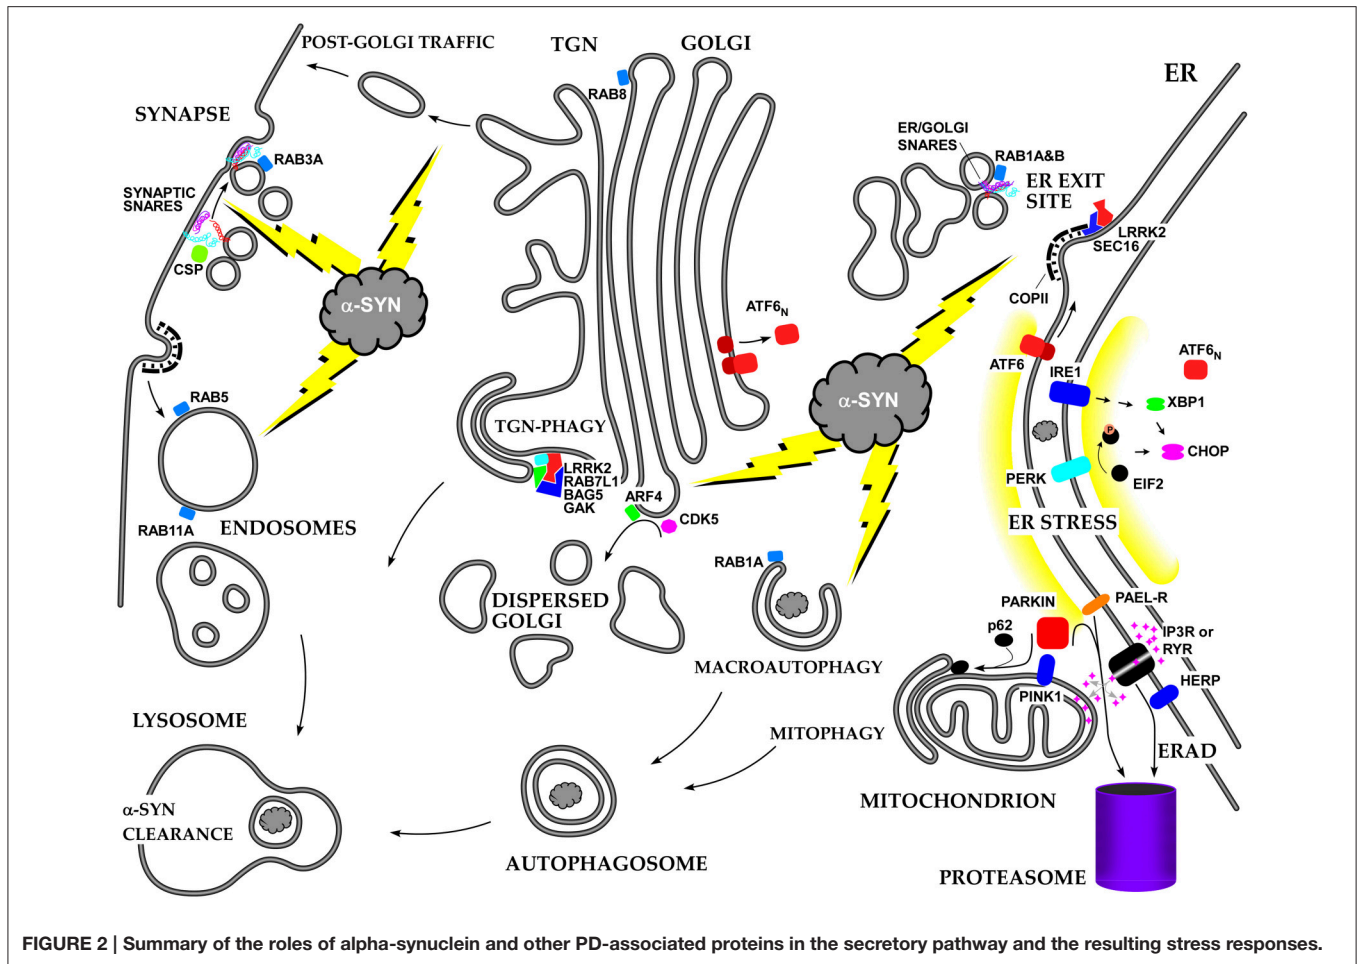 POST-GOLGI TRAFFIC
TGN
GOLGI
ER
RAB8
SYNAPSE
RAB3A
SYNAPTIC
SNARES
CSP
α-SYN
ER/GOLGI
SNARES
RAB1A&B
ER EXIT
SITE
LRRK2
SEC16
COPII
ATF6N
ATF6
IRE1
ATF6N
XBP1
α-SYN
P
CHOP
PERK
EIF2
ER STRESS
RAB5
TGN-PHAGY
LRRK2
RAB7L1
BAG5
GAK
ARF4
CDK5
RAB11A
ENDOSOMES
RAB1A
DISPERSED
GOLGI
MACROAUTOPHAGY
PARKIN
PAEL-R
p62
IP3R or
RYR
PINK1
HERP
LYSOSOME
MITOPHAGY
ERAD
MITOCHONDRION
α-SYN
CLEARANCE
AUTOPHAGOSOME
PROTEASOME
FIGURE 2 | Summary of the roles of alpha-synuclein and other PD-associated proteins in the secretory pathway and the resulting stress responses.